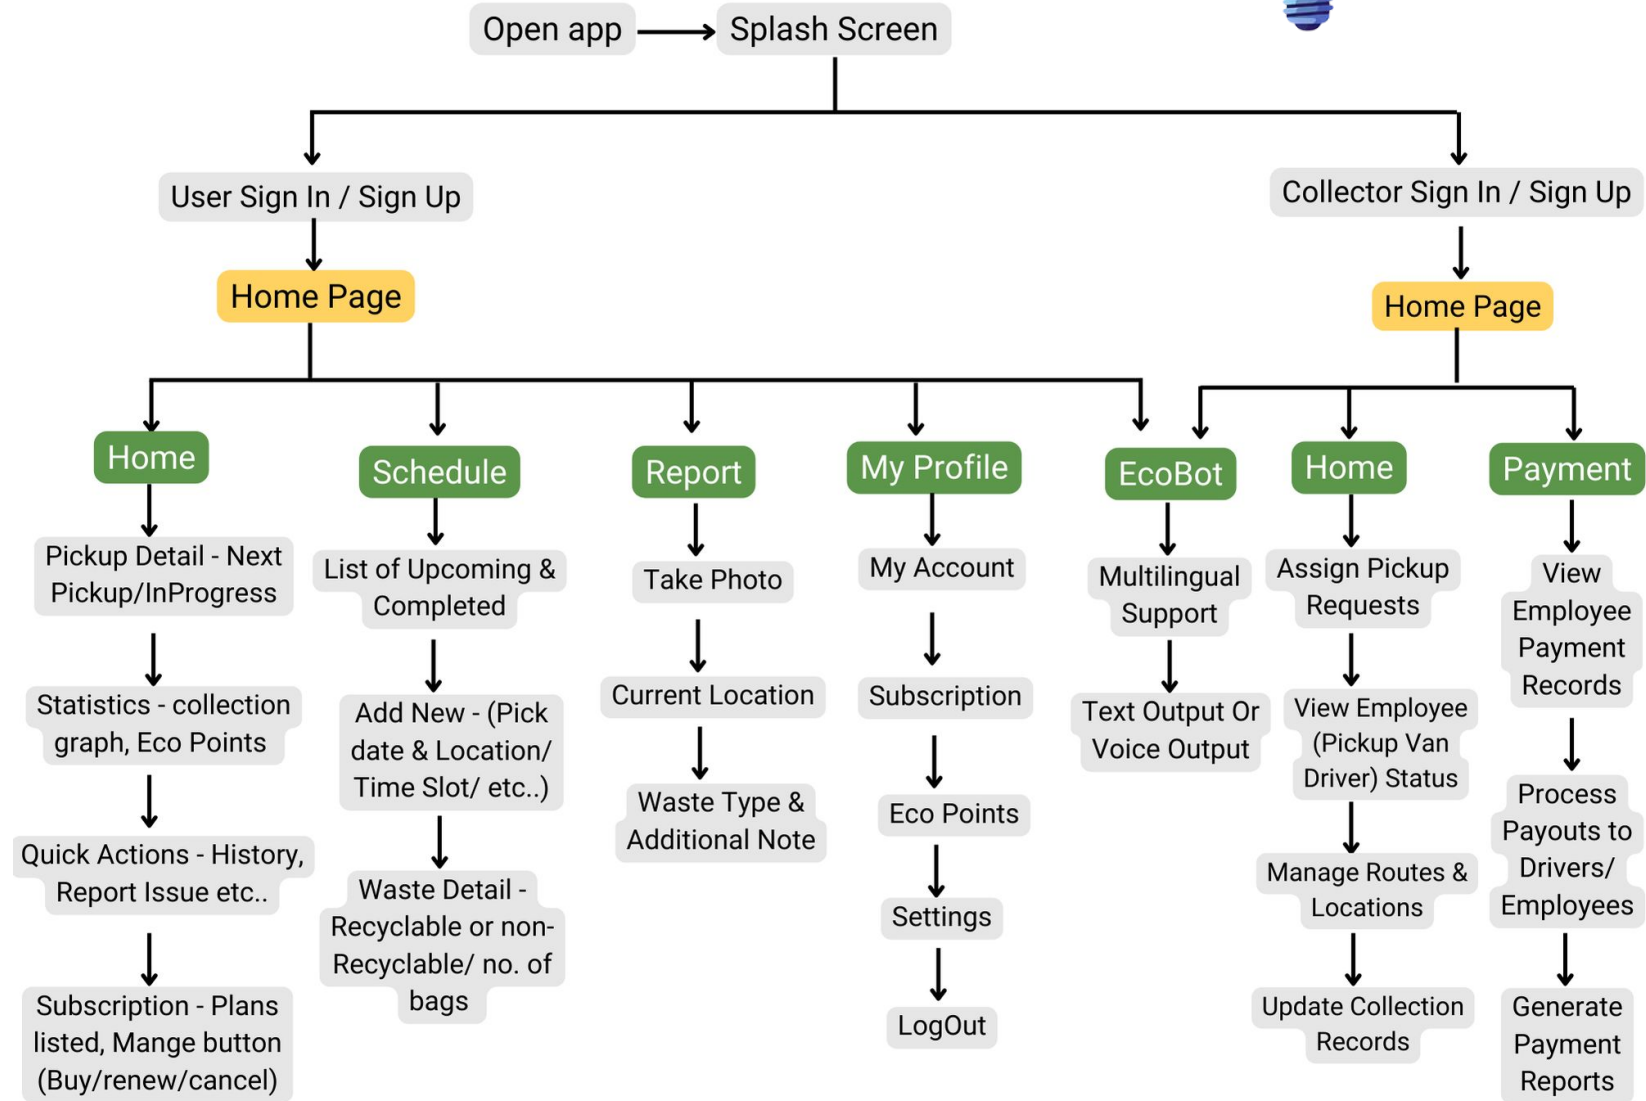 Open app
Splash Screen
User Sign In / Sign Up
Collector Sign In / Sign Up
Home Page
Home Page
Home
Schedule
Report
My Profile
EcoBot
Home
Payment
Pickup Detail - Next
Pickup/InProgress
Statistics - collection
graph, Eco Points
Quick Actions - History,
Report Issue etc..
Subscription - Plans
listed, Mange button
(Buy/renew/cancel)
List of Upcoming &
Completed
Add New - (Pick
date & Location/
Time Slot/ etc..)
Waste Detail -
Recyclable or non-
Recyclable/ no. of
bags
Take Photo
Current Location
Waste Type &
Additional Note
My Account
Subscription
Eco Points
Settings
LogOut
Multilingual
Support
Text Output Or
Voice Output
Assign Pickup
Requests
View Employee
(Pickup Van
Driver) Status
Manage Routes &
Locations
Update Collection
Records
View
Employee
Payment
Records
Process
Payouts to
Drivers/
Employees
Generate
Payment
Reports